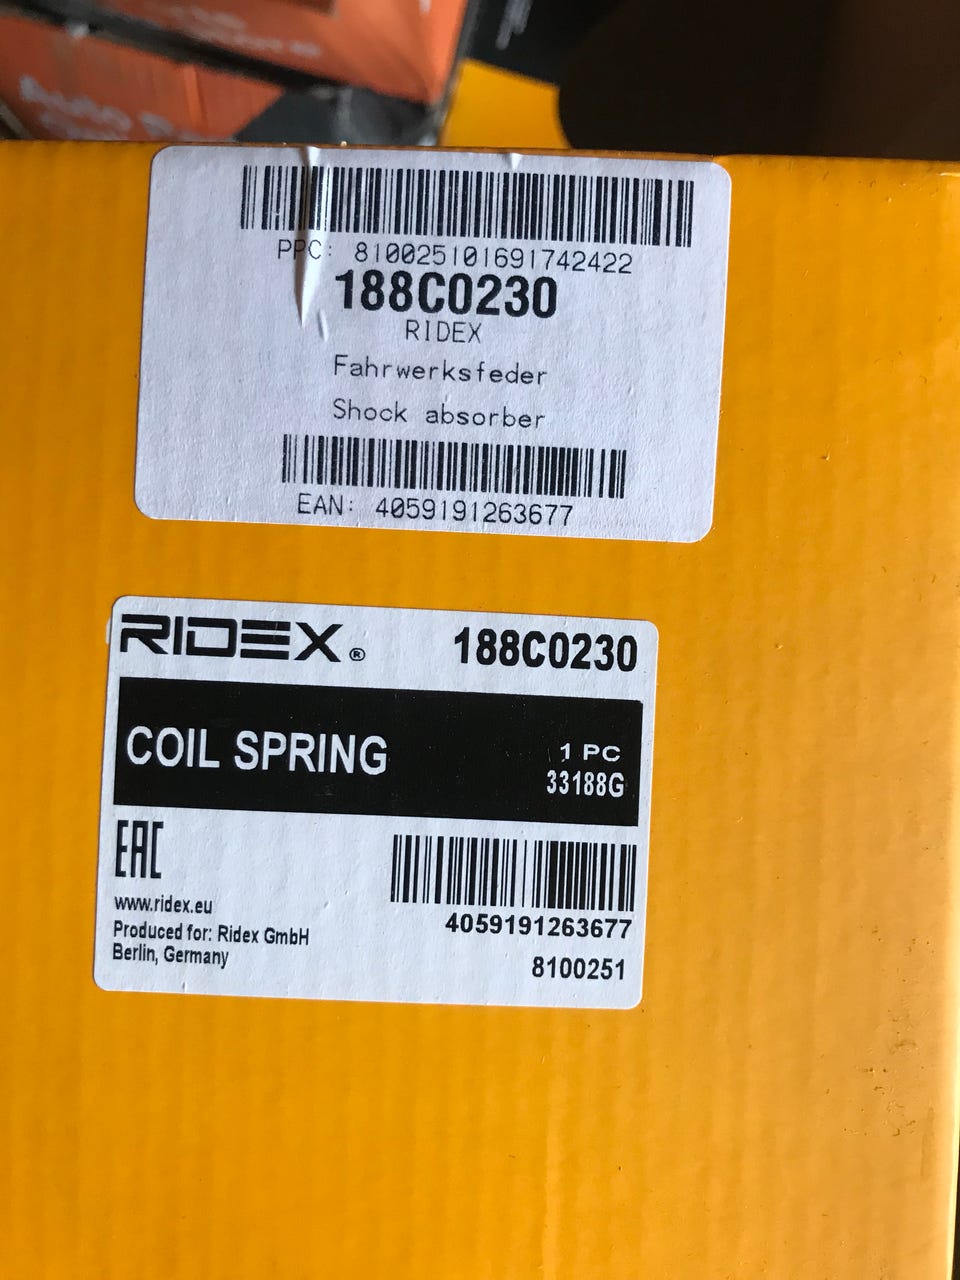 PPC: 810025101691742422
188C0230
RIDEX
Fahrwerksfeder
Shock absorber
EAN: 4059191263677
RIDEX® 188C0230
COIL SPRING
1 PC
33188G
EAC
www.ridex.eu
Produced for: Ridex GmbH
Berlin, Germany
4059191263677
8100251